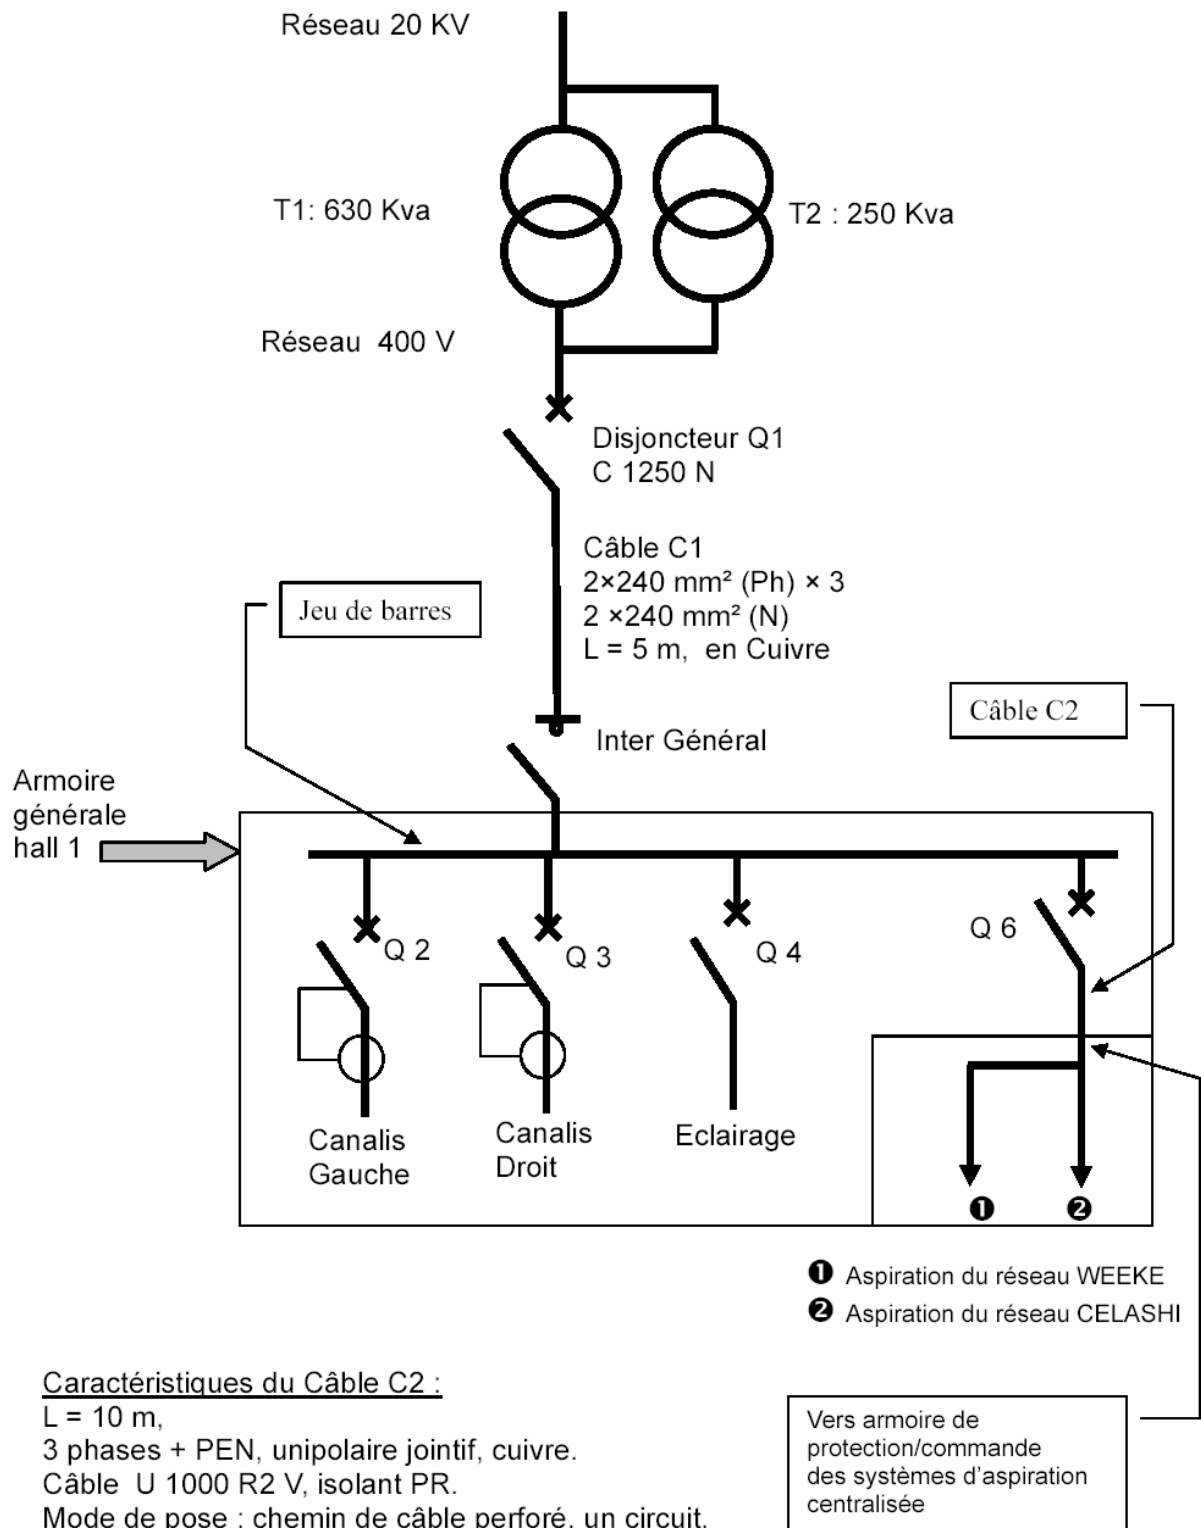 Réseau 20 KV
T1: 630 Kva
T2 : 250 Kva
Réseau 400 V
Disjoncteur Q1
C 1250 N
Câble C1
2×240 mm² (Ph) × 3
2 ×240 mm² (N)
L = 5 m, en Cuivre
Jeu de barres
Câble C2
Inter Général
Armoire
générale
hall 1
Q 2
Q 3
Q 4
Q 6
Canalis
Gauche
Canalis
Droit
Eclairage
❶
❷
❶ Aspiration du réseau WEEKE
❷ Aspiration du réseau CELASHI
Caractéristiques du Câble C2 :
L = 10 m,
3 phases + PEN, unipolaire jointif, cuivre.
Câble U 1000 R2 V, isolant PR.
Mode de pose : chemin de câble perforé, un circuit.
Vers armoire de
protection/commande
des systèmes d'aspiration
centralisée